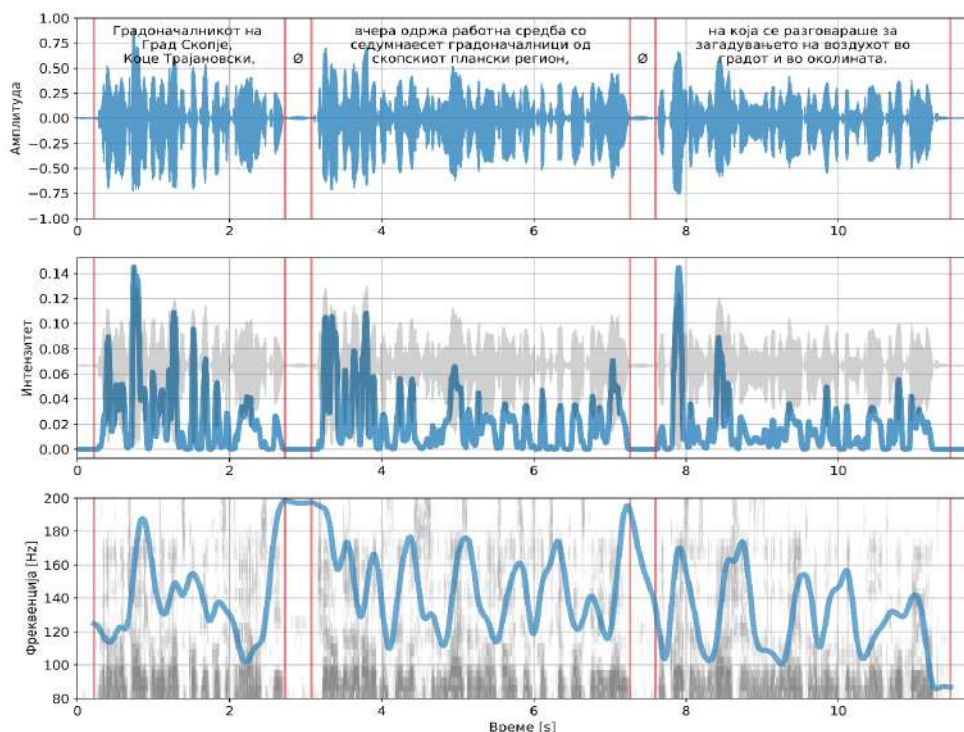 Амплитуда
1.00
0.75
0.50
0.25
0.00
−0.25
−0.50
−0.75
−1.00
Градоначалникот на
Град Скопје,
Коце Трајановски,
Ø
вчера одржа работна средба со
седумнаесет градоначалници од
скопскиот плански регион,
Ø
на која се разговараше за
загадувањето на воздухот во
градот и во околината.
0 2 4 6 8 10
Интензитет
0.14
0.12
0.10
0.08
0.06
0.04
0.02
0.00
0 2 4 6 8 10
Фреквенција [Hz]
200
180
160
140
120
100
80
0 2 4 6 8 10
Време [s]